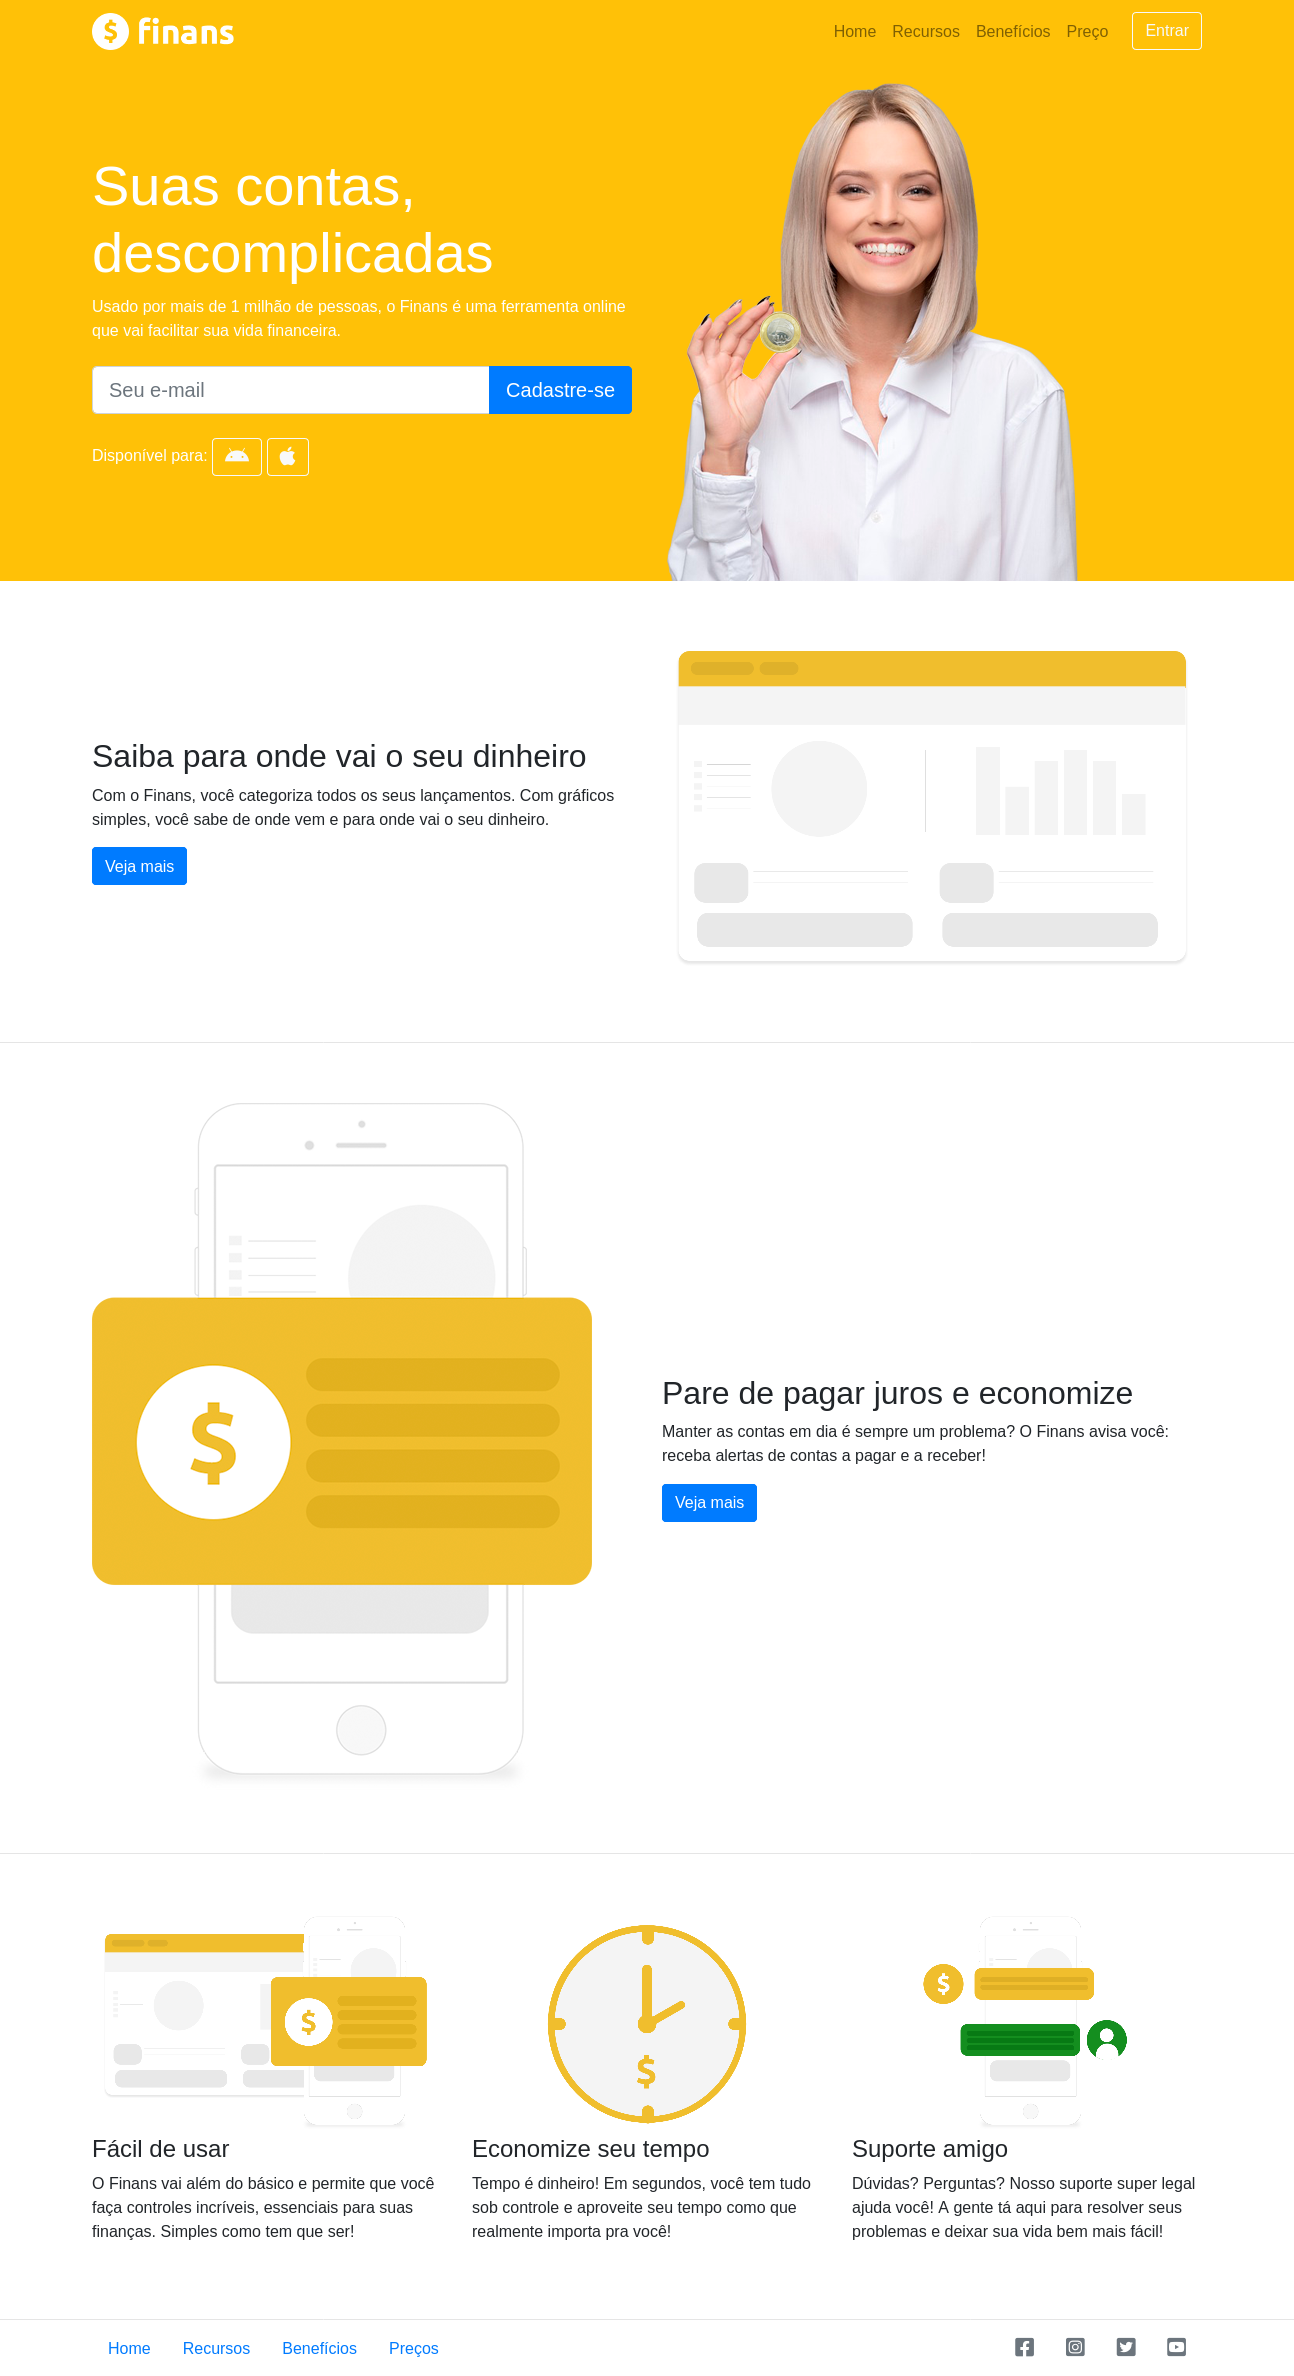 finans
Home Recursos Benefícios Preço Entrar
Suas contas,
descomplicadas
Usado por mais de 1 milhão de pessoas, o Finans é uma ferramenta online
que vai facilitar sua vida financeira.
Seu e-mail Cadastre-se
Disponível para:
Saiba para onde vai o seu dinheiro
Com o Finans, você categoriza todos os seus lançamentos. Com gráficos
simples, você sabe de onde vem e para onde vai o seu dinheiro.
Veja mais
$
Pare de pagar juros e economize
Manter as contas em dia é sempre um problema? O Finans avisa você:
receba alertas de contas a pagar e a receber!
Veja mais
$
$
$
Fácil de usar
O Finans vai além do básico e permite que você
faça controles incríveis, essenciais para suas
finanças. Simples como tem que ser!
Economize seu tempo
Tempo é dinheiro! Em segundos, você tem tudo
sob controle e aproveite seu tempo como que
realmente importa pra você!
Suporte amigo
Dúvidas? Perguntas? Nosso suporte super legal
ajuda você! A gente tá aqui para resolver seus
problemas e deixar sua vida bem mais fácil!
Home Recursos Benefícios Preços